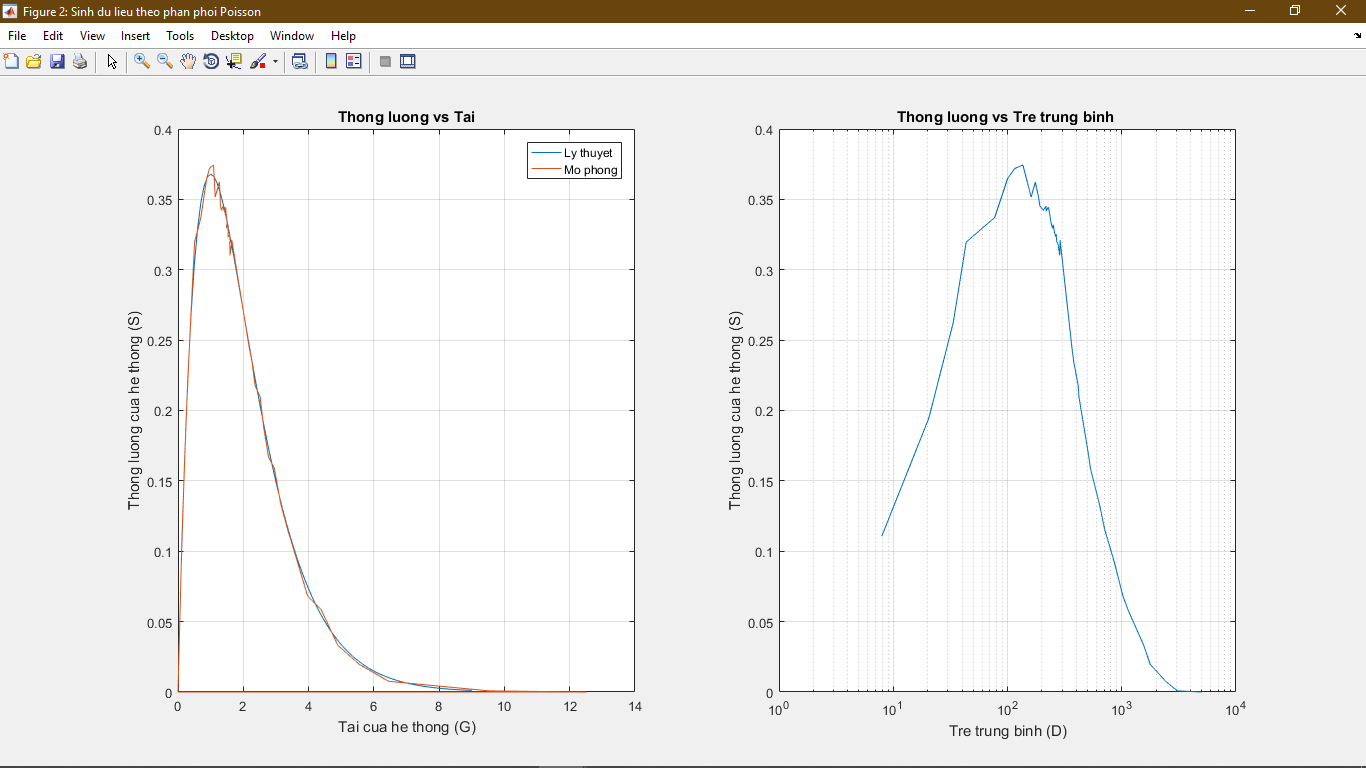 Figure 2: Sinh du lieu theo phan phoi Poisson
File Edit View Insert Tools Desktop Window Help
Thong luong vs Tai
0.4
0.35
0.3
0.25
0.2
0.15
0.1
0.05
0
Thong luong cua he thong (S)
Ly thuyet
Mo phong
0 2 4 6 8 10 12 14
Tai cua he thong (G)
Thong luong vs Tre trung binh
0.4
0.35
0.3
0.25
0.2
0.15
0.1
0.05
0
Thong luong cua he thong (S)
10^0 10^1 10^2 10^3 10^4
Tre trung binh (D)